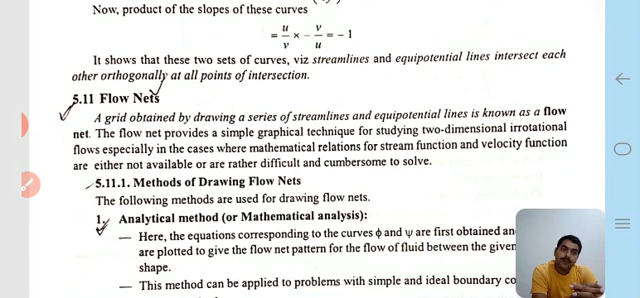 Now, product of the slopes of these curves
= u/v × - v/u = - 1
It shows that these two sets of curves, viz streamlines and equipotential lines intersect each
other orthogonally at all points of intersection.
5.11 Flow Nets
A grid obtained by drawing a series of streamlines and equipotential lines is known as a flow
net. The flow net provides a simple graphical technique for studying two-dimensional irrotational
flows especially in the cases where mathematical relations for stream function and velocity function
are either not available or are rather difficult and cumbersome to solve.
5.11.1. Methods of Drawing Flow Nets
The following methods are used for drawing flow nets.
1. Analytical method (or Mathematical analysis):
— Here, the equations corresponding to the curves ϕ and ψ are first obtained an
are plotted to give the flow net pattern for the flow of fluid between the given
shape.
— This method can be applied to problems with simple and ideal boundary co